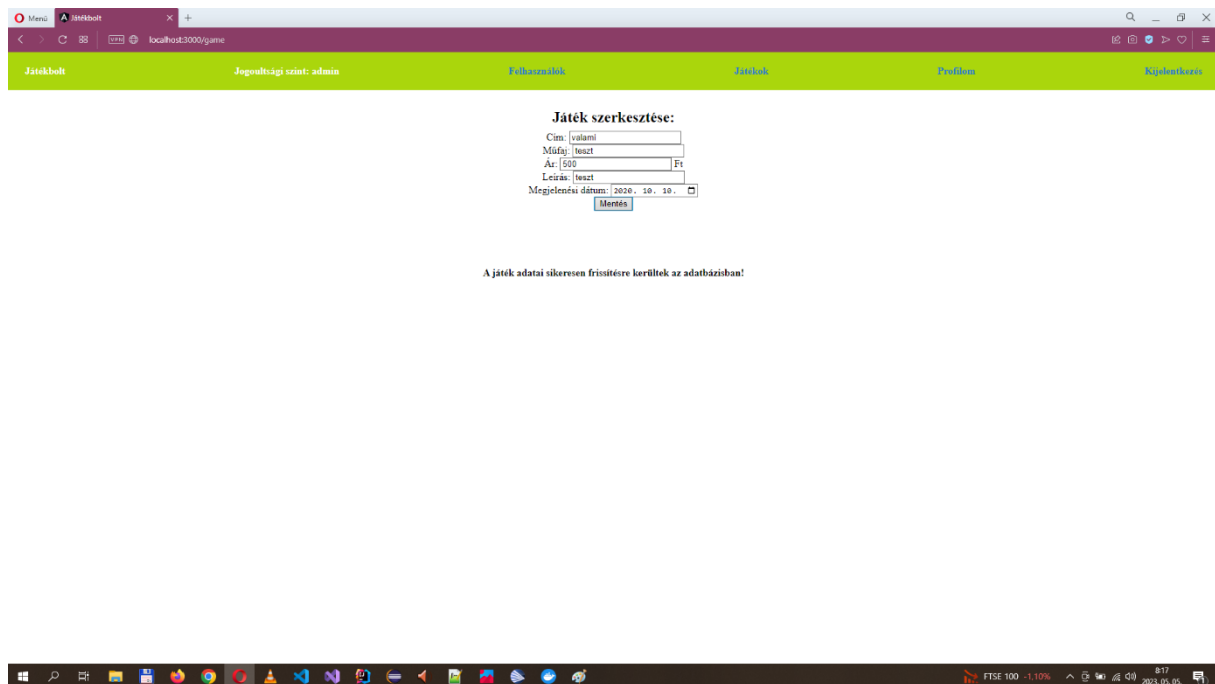 Menü Játékbolt
VPN localhost:3000/game
Játékbolt Jogoultsági szint: admin Felhasználók Játékok Profilom Kijelentkezés
Játék szerkesztése:
Cím: valami
Műfaj: teszt
Ár: 500 Ft
Leírás: teszt
Megjelenési dátum: 2020. 10. 10.
Mentés
A játék adatai sikeresen frissítésre kerültek az adatbázisban!
FTSE 100 -1,10% 8:17
2023. 05. 05.